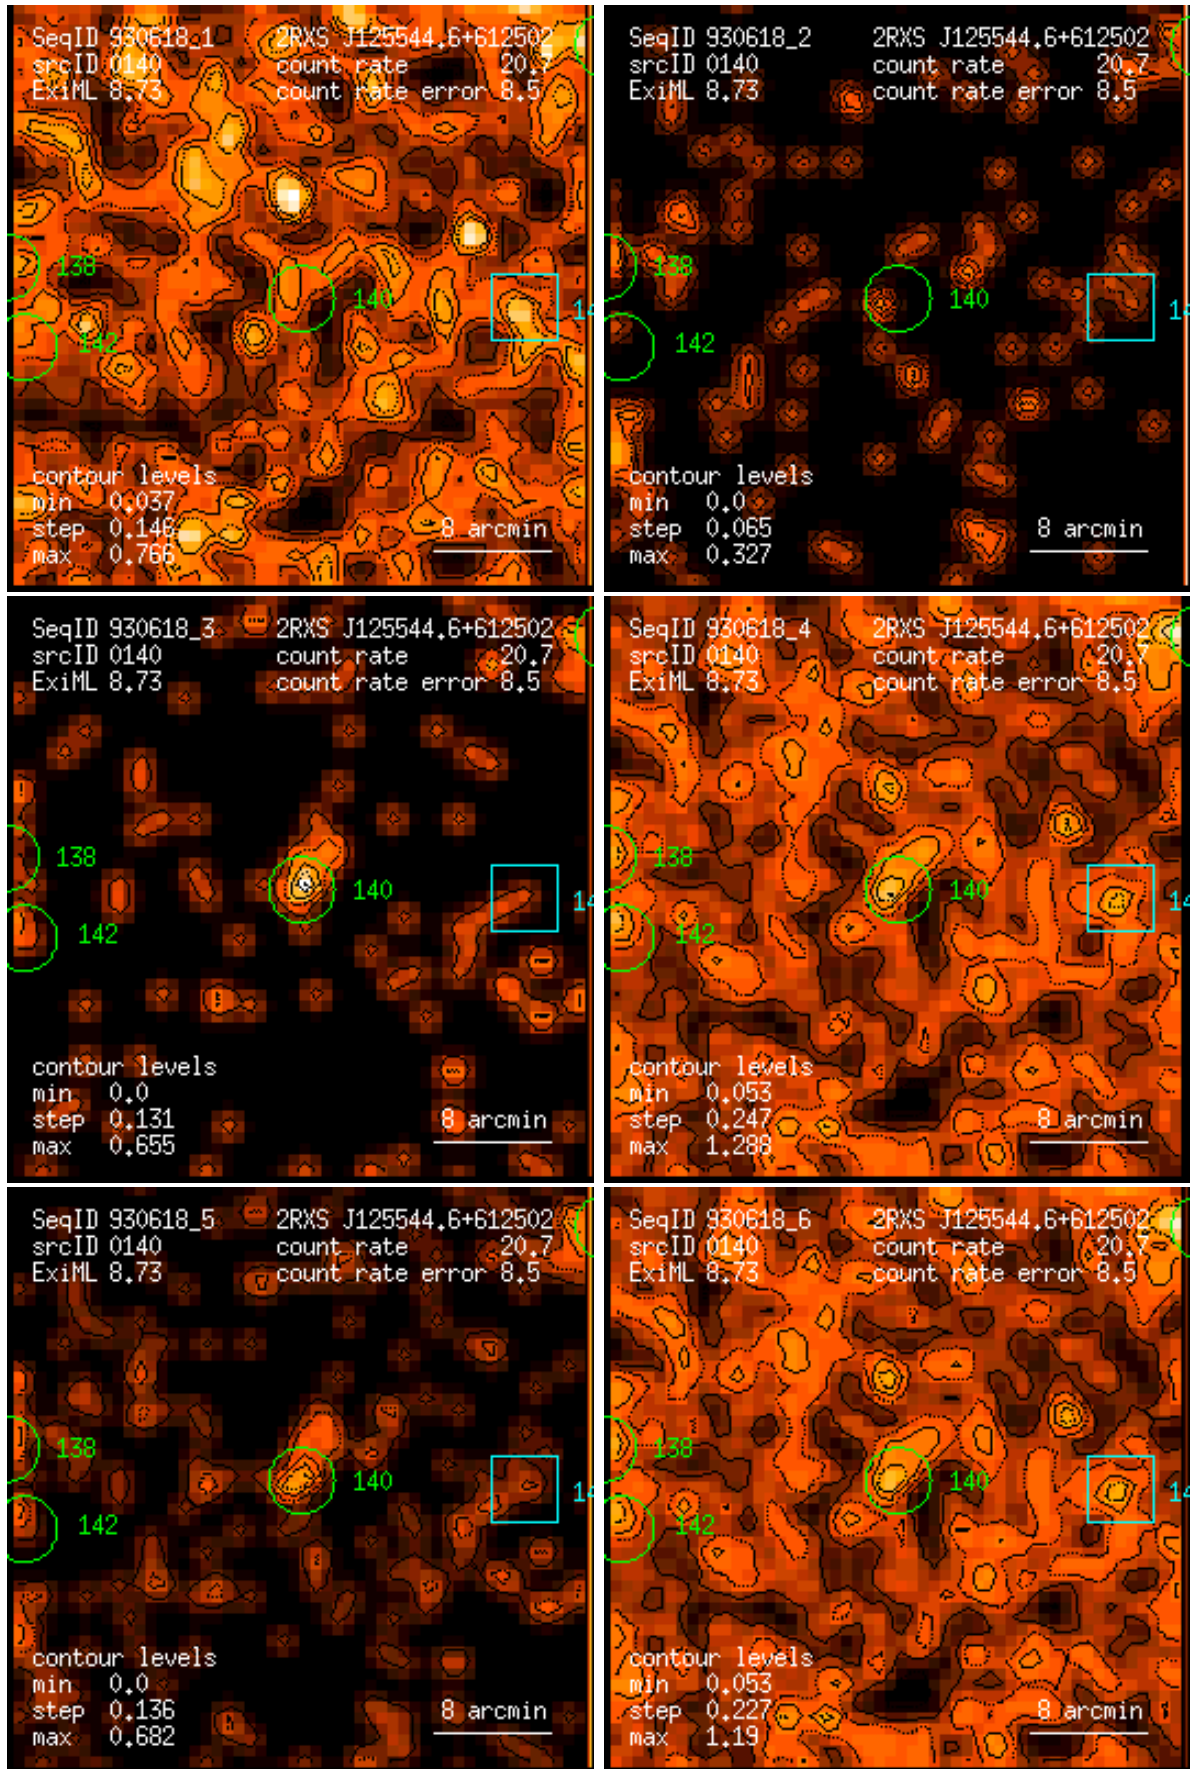 SeqID 930618_1 2RXS J125544.6+612502
srcID 0140 count rate 20.7
ExiML 8.73 count rate error 8.5
138
140
14
142
contour levels
min 0.037
step 0.146
max 0.766
8 arcmin
SeqID 930618_2 2RXS J125544.6+612502
srcID 0140 count rate 20.7
ExiML 8.73 count rate error 8.5
138
140
14
142
contour levels
min 0.0
step 0.065
max 0.327
8 arcmin
SeqID 930618_3 2RXS J125544.6+612502
srcID 0140 count rate 20.7
ExiML 8.73 count rate error 8.5
138
140
14
142
contour levels
min 0.0
step 0.131
max 0.655
8 arcmin
SeqID 930618_4 2RXS J125544.6+612502
srcID 0140 count rate 20.7
ExiML 8.73 count rate error 8.5
138
140
14
142
contour levels
min 0.053
step 0.247
max 1.288
8 arcmin
SeqID 930618_5 2RXS J125544.6+612502
srcID 0140 count rate 20.7
ExiML 8.73 count rate error 8.5
138
140
14
142
contour levels
min 0.0
step 0.136
max 0.682
8 arcmin
SeqID 930618_6 2RXS J125544.6+612502
srcID 0140 count rate 20.7
ExiML 8.73 count rate error 8.5
138
140
14
142
contour levels
min 0.053
step 0.227
max 1.19
8 arcmin